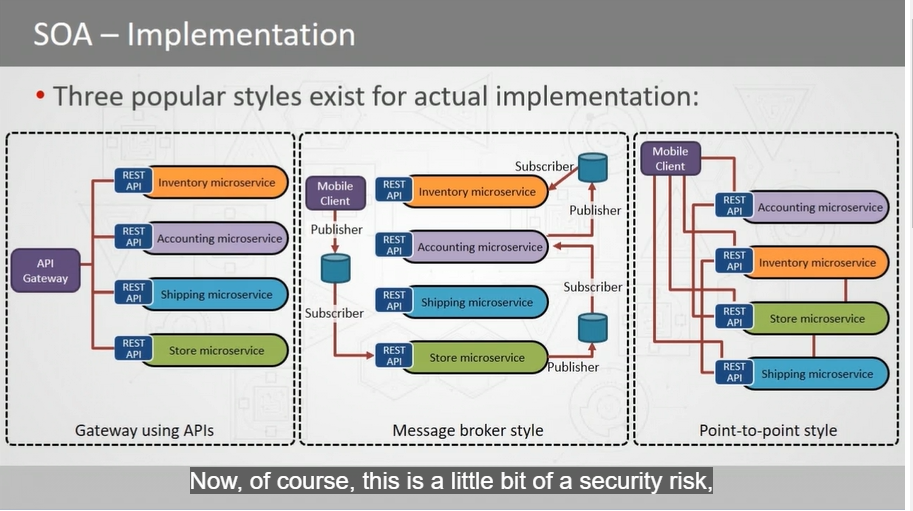 SOA – Implementation
• Three popular styles exist for actual implementation:
API
Gateway
REST
API
Inventory microservice
REST
API
Accounting microservice
REST
API
Shipping microservice
REST
API
Store microservice
Gateway using APIs
Mobile
Client
Publisher
Subscriber
REST
API
Inventory microservice
REST
API
Accounting microservice
REST
API
Shipping microservice
REST
API
Store microservice
Subscriber
Publisher
Subscriber
Publisher
Message broker style
Mobile
Client
REST
API
Accounting microservice
REST
API
Inventory microservice
REST
API
Store microservice
REST
API
Shipping microservice
Point-to-point style
Now, of course, this is a little bit of a security risk,